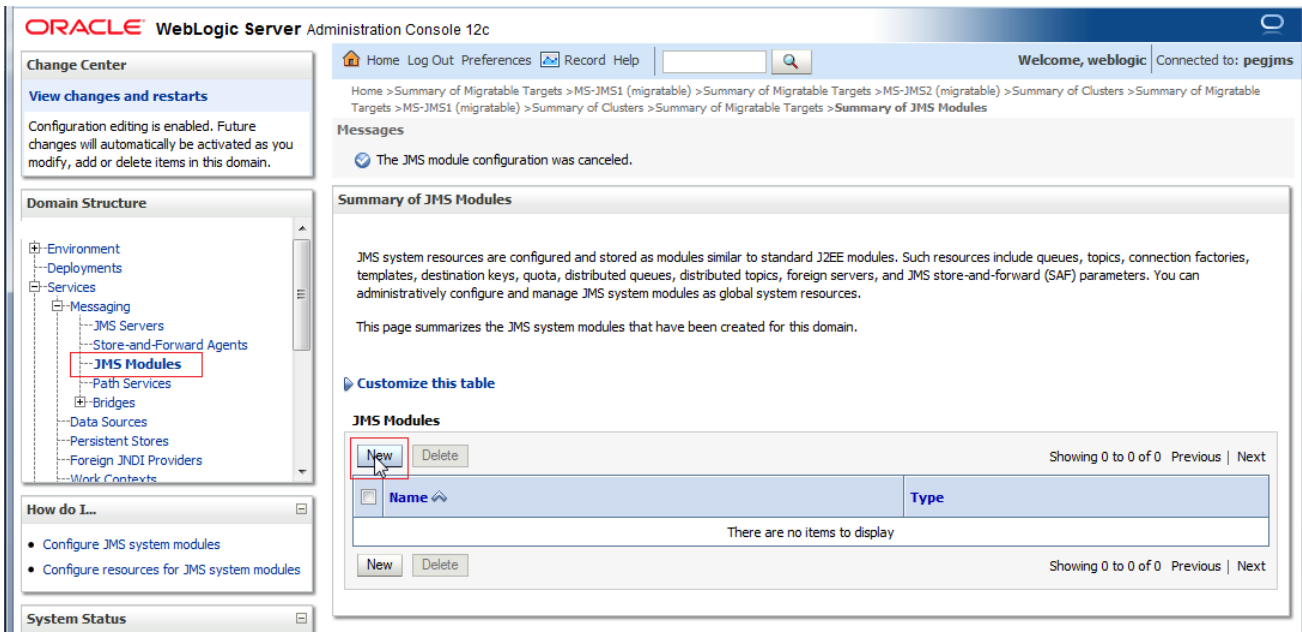 ORACLE WebLogic Server Administration Console 12c
Change Center
View changes and restarts
Configuration editing is enabled. Future
changes will automatically be activated as you
modify, add or delete items in this domain.
Domain Structure
Environment
Deployments
Services
Messaging
JMS Servers
Store-and-Forward Agents
JMS Modules
Path Services
Bridges
Data Sources
Persistent Stores
Foreign JNDI Providers
Work Contexts
How do I...
Configure JMS system modules
Configure resources for JMS system modules
System Status
Home Log Out Preferences Record Help
Welcome, weblogic Connected to: pegjms
Home >Summary of Migratable Targets >MS-JMS1 (migratable) >Summary of Migratable Targets >MS-JMS2 (migratable) >Summary of Clusters >Summary of Migratable
Targets >MS-JMS1 (migratable) >Summary of Clusters >Summary of Migratable Targets >Summary of JMS Modules
Messages
The JMS module configuration was canceled.
Summary of JMS Modules
JMS system resources are configured and stored as modules similar to standard J2EE modules. Such resources include queues, topics, connection factories,
templates, destination keys, quota, distributed queues, distributed topics, foreign servers, and JMS store-and-forward (SAF) parameters. You can
administratively configure and manage JMS system modules as global system resources.
This page summarizes the JMS system modules that have been created for this domain.
Customize this table
JMS Modules
New Delete Showing 0 to 0 of 0 Previous | Next
Name Type
There are no items to display
New Delete Showing 0 to 0 of 0 Previous | Next